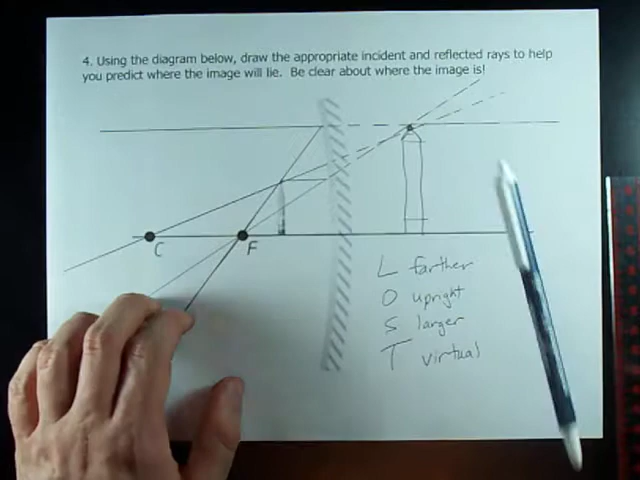 4. Using the diagram below, draw the appropriate incident and reflected rays to help
you predict where the image will lie. Be clear about where the image is!
C
F
L farther
O upright
S larger
T virtual